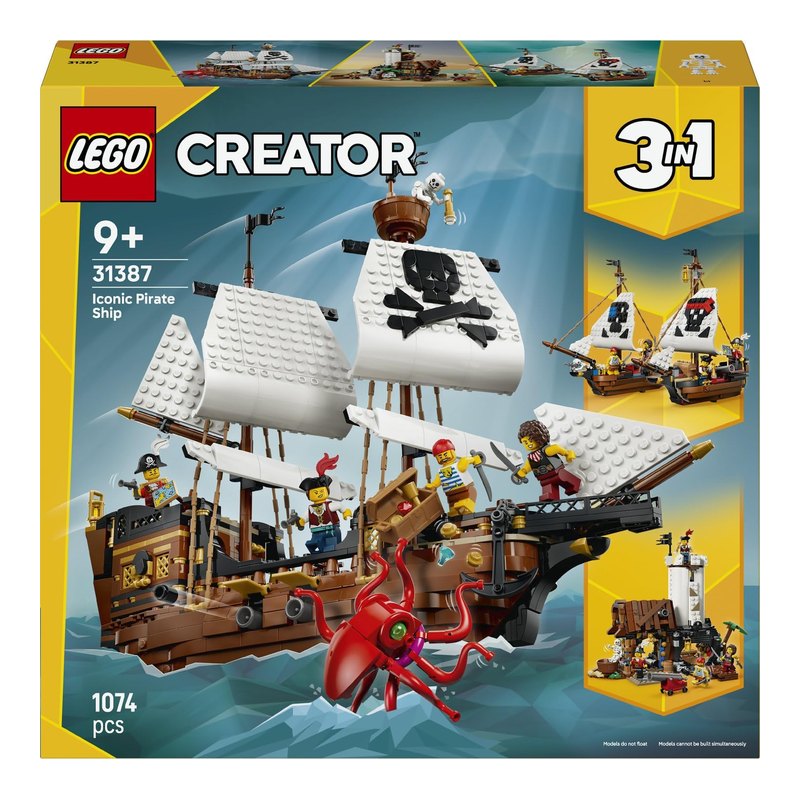 LEGO
31387
LEGO CREATOR™
3IN1
9+
31387
Iconic Pirate
Ship
1074
pcs
Models do not float Models cannot be built simultaneously